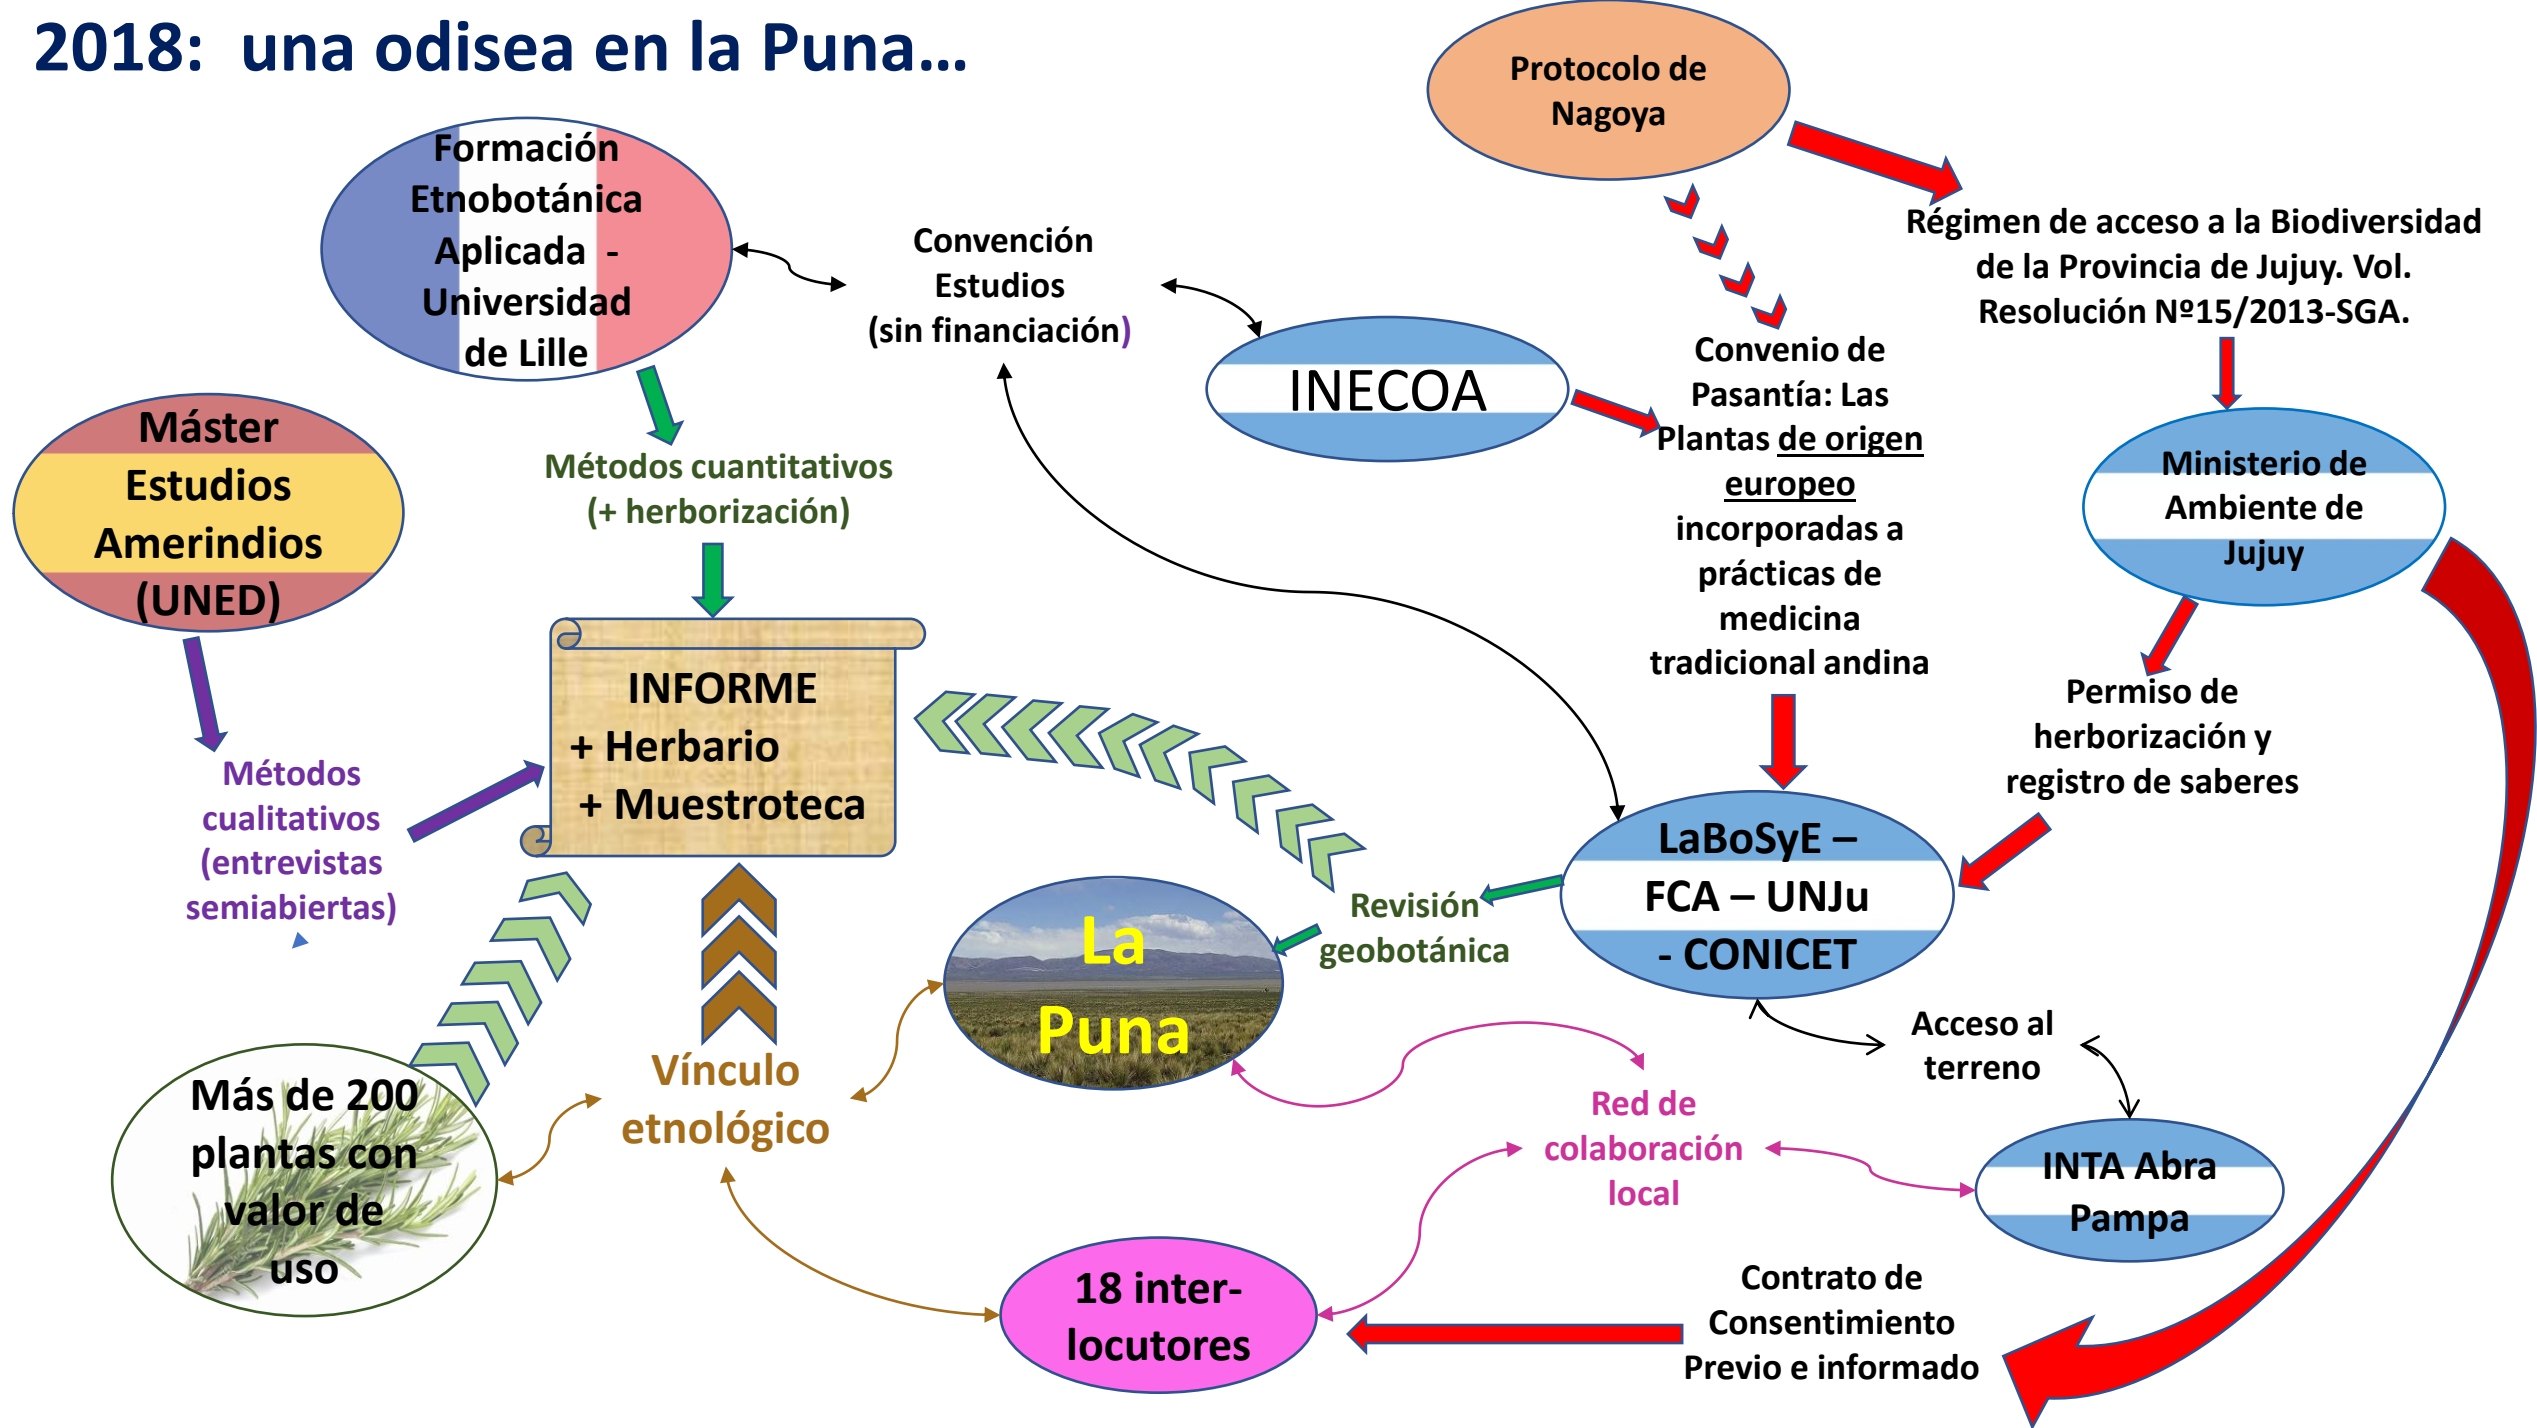 2018:  una odisea en la Puna...
Protocolo de
Nagoya
Formación
Etnobotánica
Aplicada  -
Universidad
de Lille
Convención
Estudios
(sin financiación)
Régimen de acceso a la Biodiversidad
de la Provincia de Jujuy. Vol.
Resolución Nº15/2013-SGA.
INECOA
Convenio de
Pasantía: Las
Plantas de origen
europeo
incorporadas a
prácticas de
medicina
tradicional andina
Máster
Estudios
Amerindios
(UNED)
Métodos cuantitativos
(+ herborización)
Ministerio de
Ambiente de
Jujuy
INFORME
+ Herbario
+ Muestroteca
Permiso de
herborización y
registro de saberes
Métodos
cualitativos
(entrevistas
semiabiertas)
LaBoSyE –
FCA – UNJu
- CONICET
Revisión
geobotánica
La
Puna
Acceso al
terreno
Vínculo
etnológico
Más de 200
plantas con
valor de
uso
Red de
colaboración
local
INTA Abra
Pampa
18 inter-
locutores
Contrato de
Consentimiento
Previo e informado